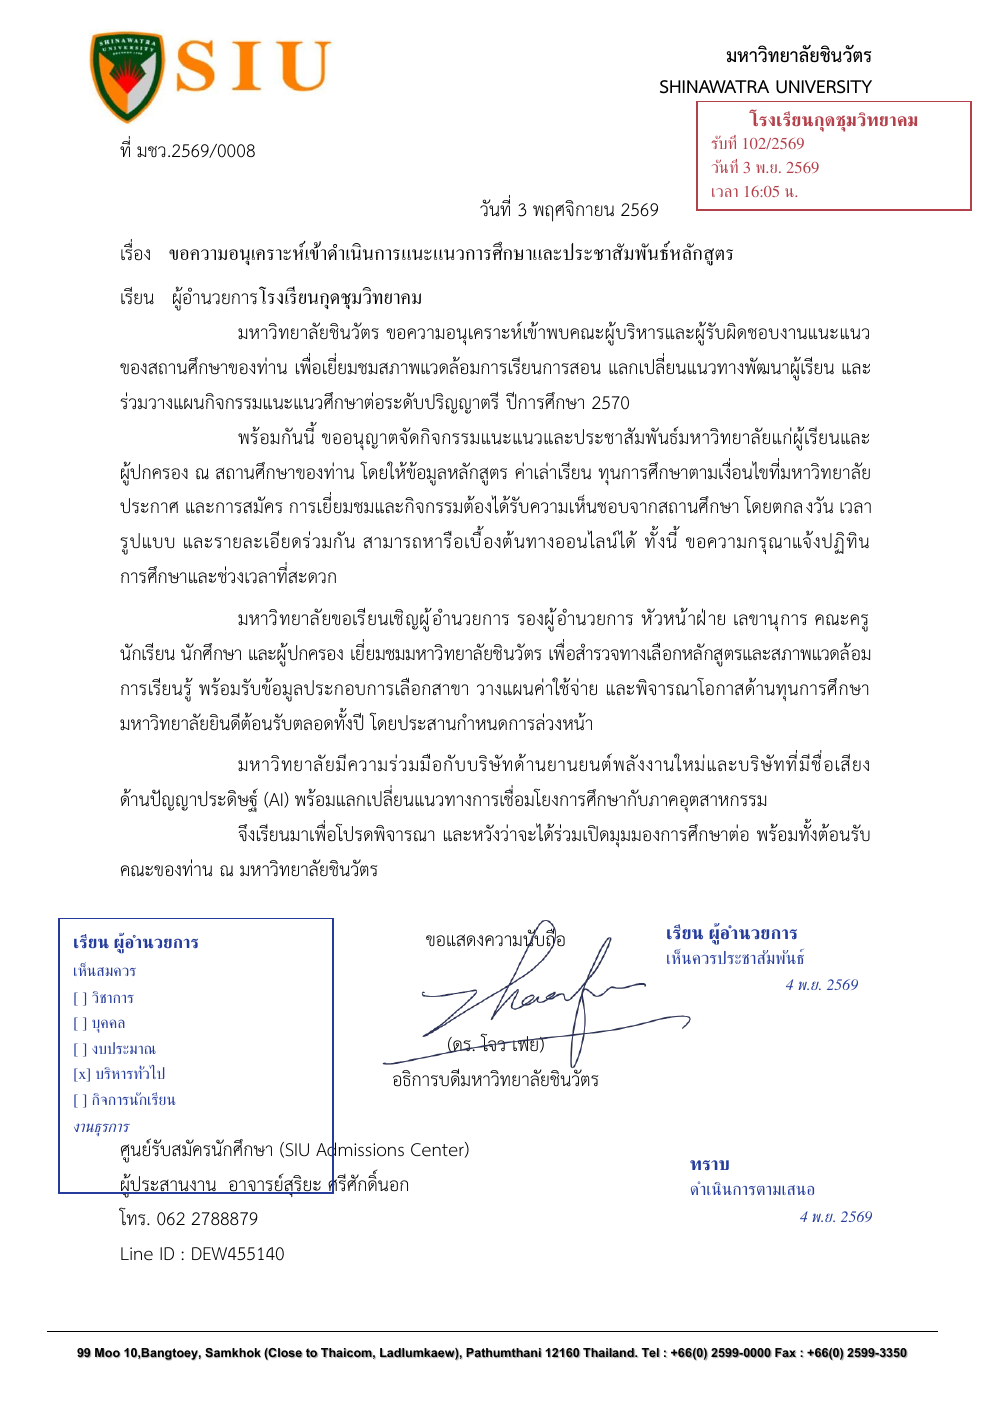 SHINAWATRA
UNIVERSITY
SIU
มหาวิทยาลัยชินวัตร
SHINAWATRA UNIVERSITY
โรงเรียนกุดชุมวิทยาคม
รับที่ 102/2569
วันที่ 3 พ.ย. 2569
เวลา 16:05 น.
ที่ มชว.2569/0008
วันที่ 3 พฤศจิกายน 2569
เรื่อง ขอความอนุเคราะห์เข้าดำเนินการแนะแนวการศึกษาและประชาสัมพันธ์หลักสูตร
เรียน ผู้อำนวยการโรงเรียนกุดชุมวิทยาคม
มหาวิทยาลัยชินวัตร ขอความอนุเคราะห์เข้าพบคณะผู้บริหารและผู้รับผิดชอบงานแนะแนว
ของสถานศึกษาของท่าน เพื่อเยี่ยมชมสภาพแวดล้อมการเรียนการสอน แลกเปลี่ยนแนวทางพัฒนาผู้เรียน และ
ร่วมวางแผนกิจกรรมแนะแนวศึกษาต่อระดับปริญญาตรี ปีการศึกษา 2570
พร้อมกันนี้ ขออนุญาตจัดกิจกรรมแนะแนวและประชาสัมพันธ์มหาวิทยาลัยแก่ผู้เรียนและ
ผู้ปกครอง ณ สถานศึกษาของท่าน โดยให้ข้อมูลหลักสูตร ค่าเล่าเรียน ทุนการศึกษาตามเงื่อนไขที่มหาวิทยาลัย
ประกาศ และการสมัคร การเยี่ยมชมและกิจกรรมต้องได้รับความเห็นชอบจากสถานศึกษา โดยตกลงวัน เวลา
รูปแบบ และรายละเอียดร่วมกัน สามารถหารือเบื้องต้นทางออนไลน์ได้ ทั้งนี้ ขอความกรุณาแจ้งปฏิทิน
การศึกษาและช่วงเวลาที่สะดวก
มหาวิทยาลัยขอเรียนเชิญผู้อำนวยการ รองผู้อำนวยการ หัวหน้าฝ่าย เลขานุการ คณะครู
นักเรียน นักศึกษา และผู้ปกครอง เยี่ยมชมมหาวิทยาลัยชินวัตร เพื่อสำรวจทางเลือกหลักสูตรและสภาพแวดล้อม
การเรียนรู้ พร้อมรับข้อมูลประกอบการเลือกสาขา วางแผนค่าใช้จ่าย และพิจารณาโอกาสด้านทุนการศึกษา
มหาวิทยาลัยยินดีต้อนรับตลอดทั้งปี โดยประสานกำหนดการล่วงหน้า
มหาวิทยาลัยมีความร่วมมือกับบริษัทด้านยานยนต์พลังงานใหม่และบริษัทที่มีชื่อเสียง
ด้านปัญญาประดิษฐ์ (AI) พร้อมแลกเปลี่ยนแนวทางการเชื่อมโยงการศึกษากับภาคอุตสาหกรรม
จึงเรียนมาเพื่อโปรดพิจารณา และหวังว่าจะได้ร่วมเปิดมุมมองการศึกษาต่อ พร้อมทั้งต้อนรับ
คณะของท่าน ณ มหาวิทยาลัยชินวัตร
เรียน ผู้อำนวยการ
เห็นสมควร
[ ] วิชาการ
[ ] บุคคล
[ ] งบประมาณ
[x] บริหารทั่วไป
[ ] กิจการนักเรียน
งานธุรการ
ขอแสดงความนับถือ
(ดร. โจว เฟย)
อธิการบดีมหาวิทยาลัยชินวัตร
เรียน ผู้อำนวยการ
เห็นควรประชาสัมพันธ์
4 พ.ย. 2569
ศูนย์รับสมัครนักศึกษา (SIU Admissions Center)
ผู้ประสานงาน อาจารย์สุริยะ ศรีศักดิ์นอก
โทร. 062 2788879
Line ID : DEW455140
ทราบ
ดำเนินการตามเสนอ
4 พ.ย. 2569
99 Moo 10,Bangtoey, Samkhok (Close to Thaicom, Ladlumkaew), Pathumthani 12160 Thailand. Tel : +66(0) 2599-0000 Fax : +66(0) 2599-3350